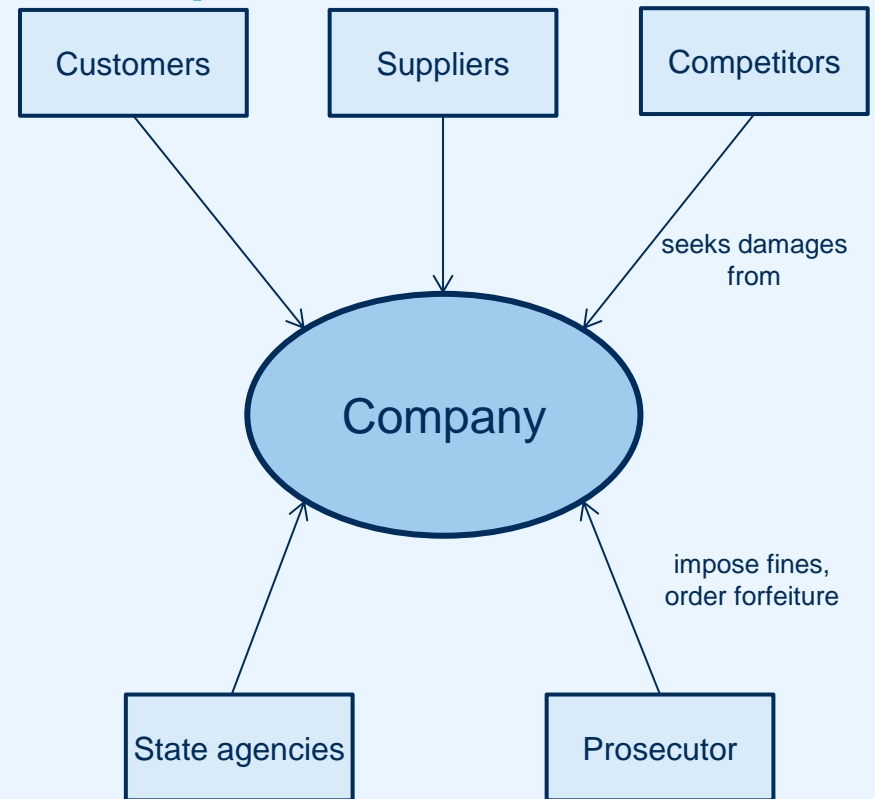 Customers
Suppliers
Competitors
seeks damages
from
Company
impose fines,
order forfeiture
State agencies
Prosecutor